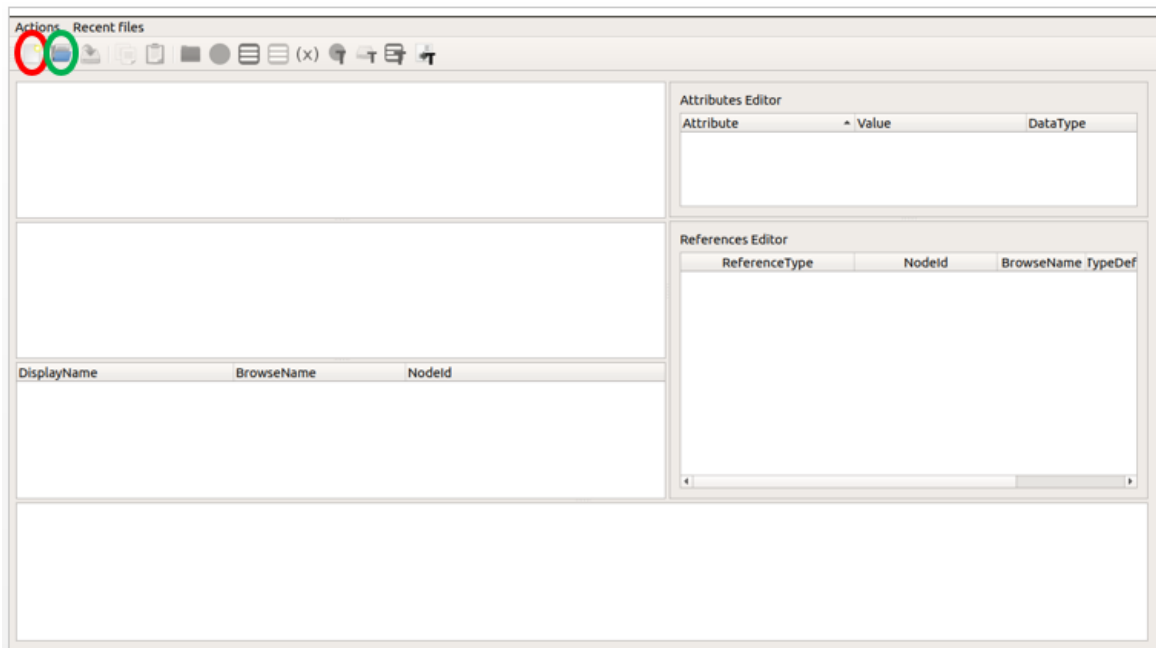 Actions Recent files
(x) T T T T
Attributes Editor
Attribute Value DataType
References Editor
ReferenceType NodeId BrowseName TypeDef
DisplayName BrowseName NodeId